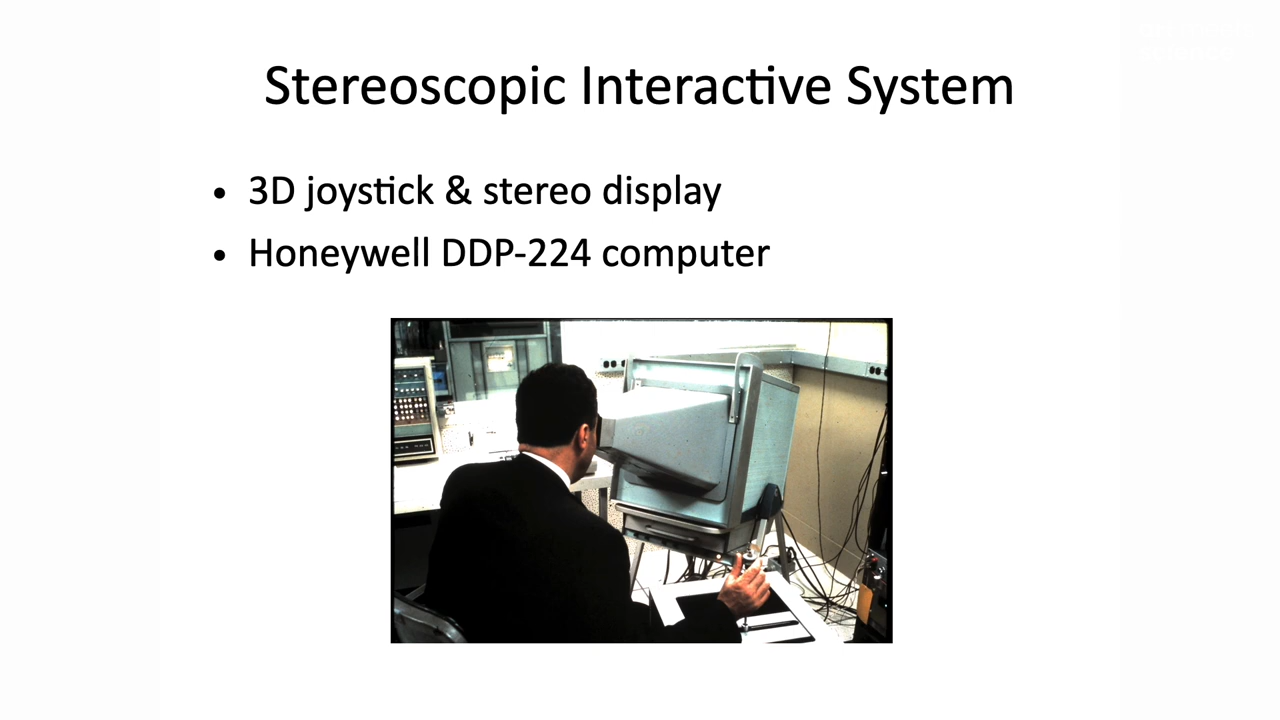 Stereoscopic Interactive System
• 3D joystick & stereo display
• Honeywell DDP-224 computer